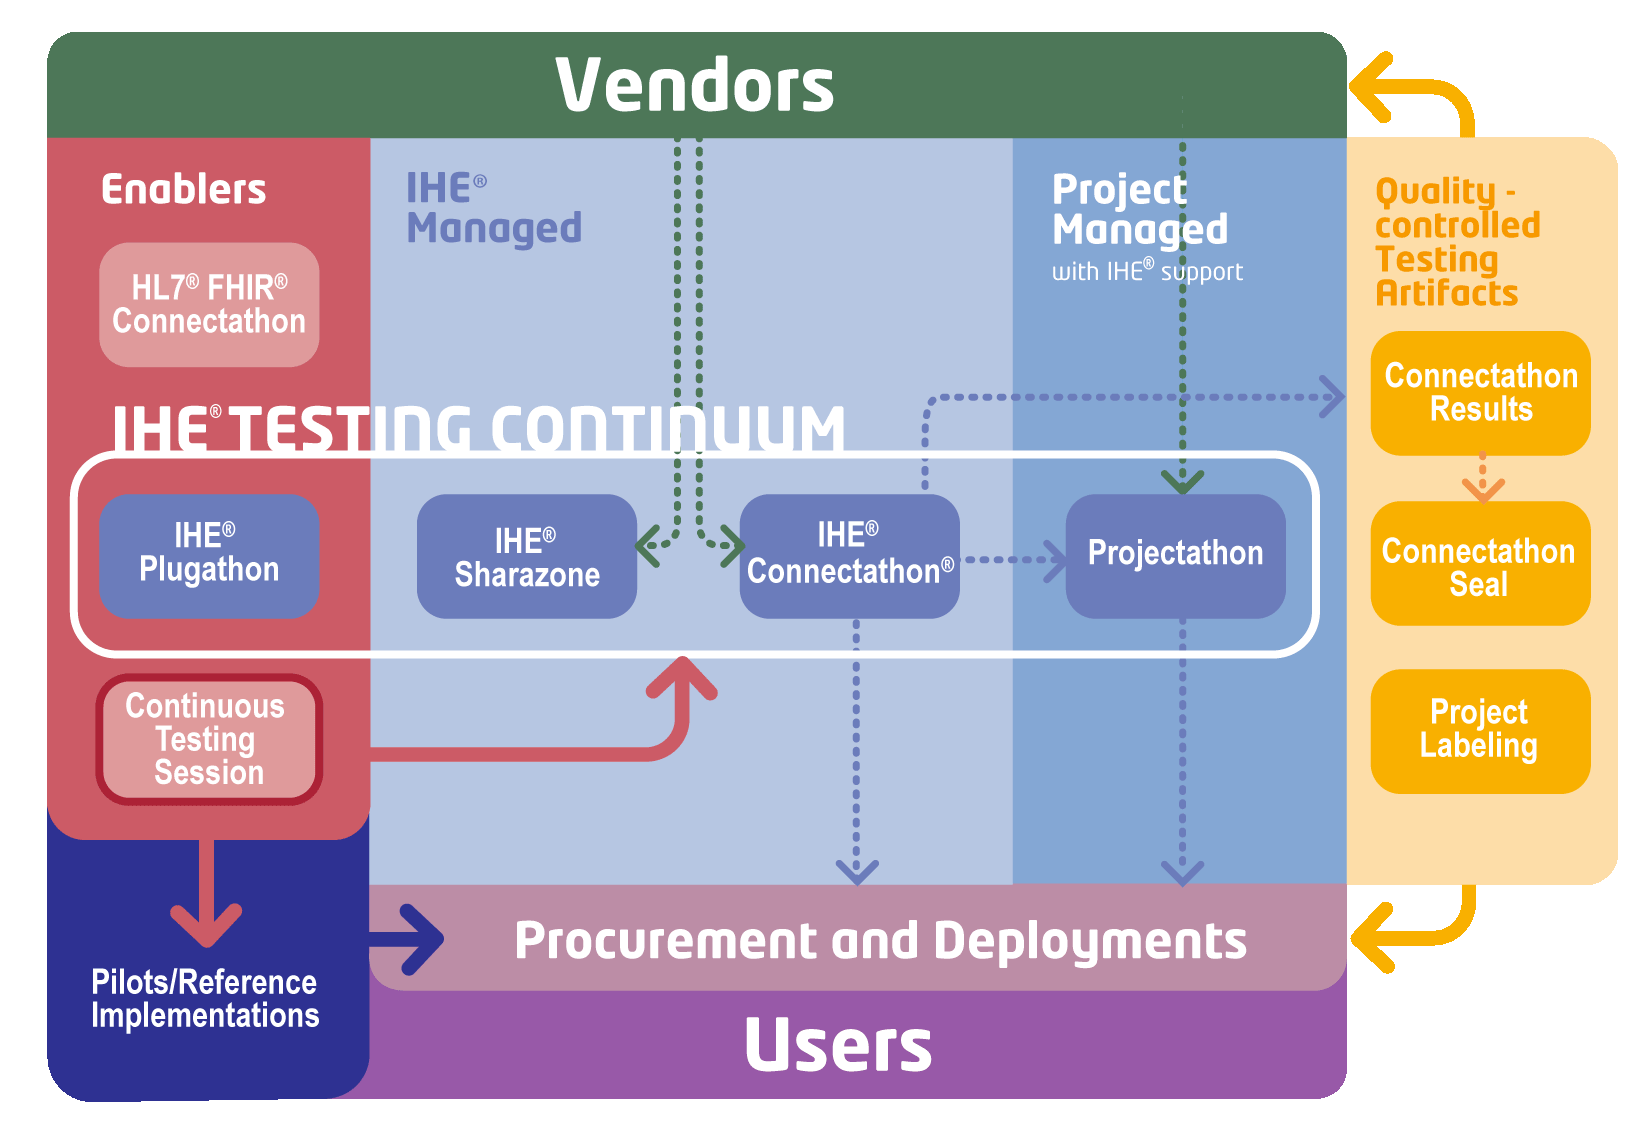 Vendors
Enablers
HL7® FHIR®
Connectathon
IHE®
Managed
Project
Managed
with IHE® support
Quality -
controlled
Testing
Artifacts
Connectathon
Results
IHE® TESTING CONTINUUM
IHE®
Plugathon
IHE®
Sharazone
IHE®
Connectathon®
Projectathon
Connectathon
Seal
Continuous
Testing
Session
Project
Labeling
Pilots/Reference
Implementations
Procurement and Deployments
Users